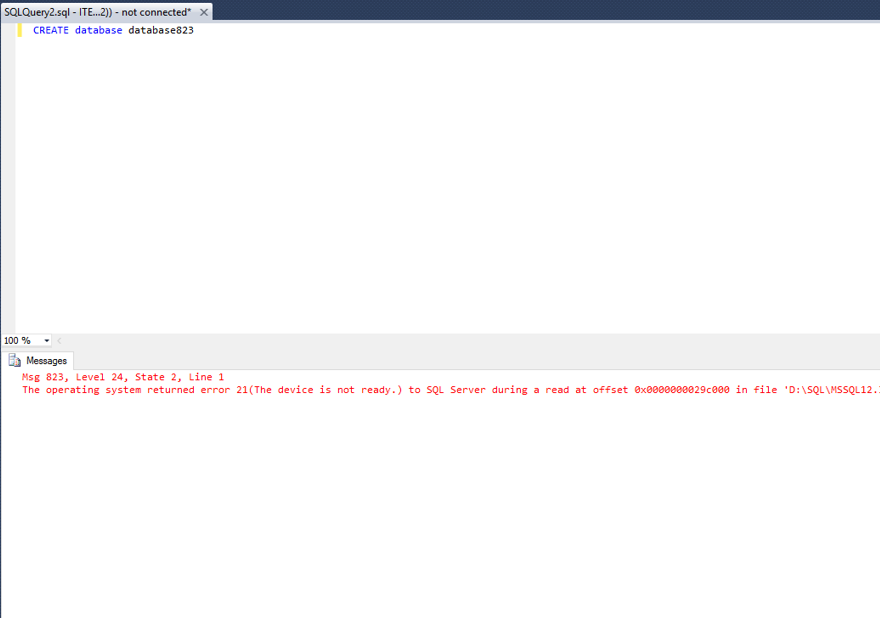 SQLQuery2.sql - ITE...2)) - not connected*
CREATE database database823
100 %
Messages
Msg 823, Level 24, State 2, Line 1
The operating system returned error 21(The device is not ready.) to SQL Server during a read at offset 0x0000000029c000 in file 'D:\SQL\MSSQL12.